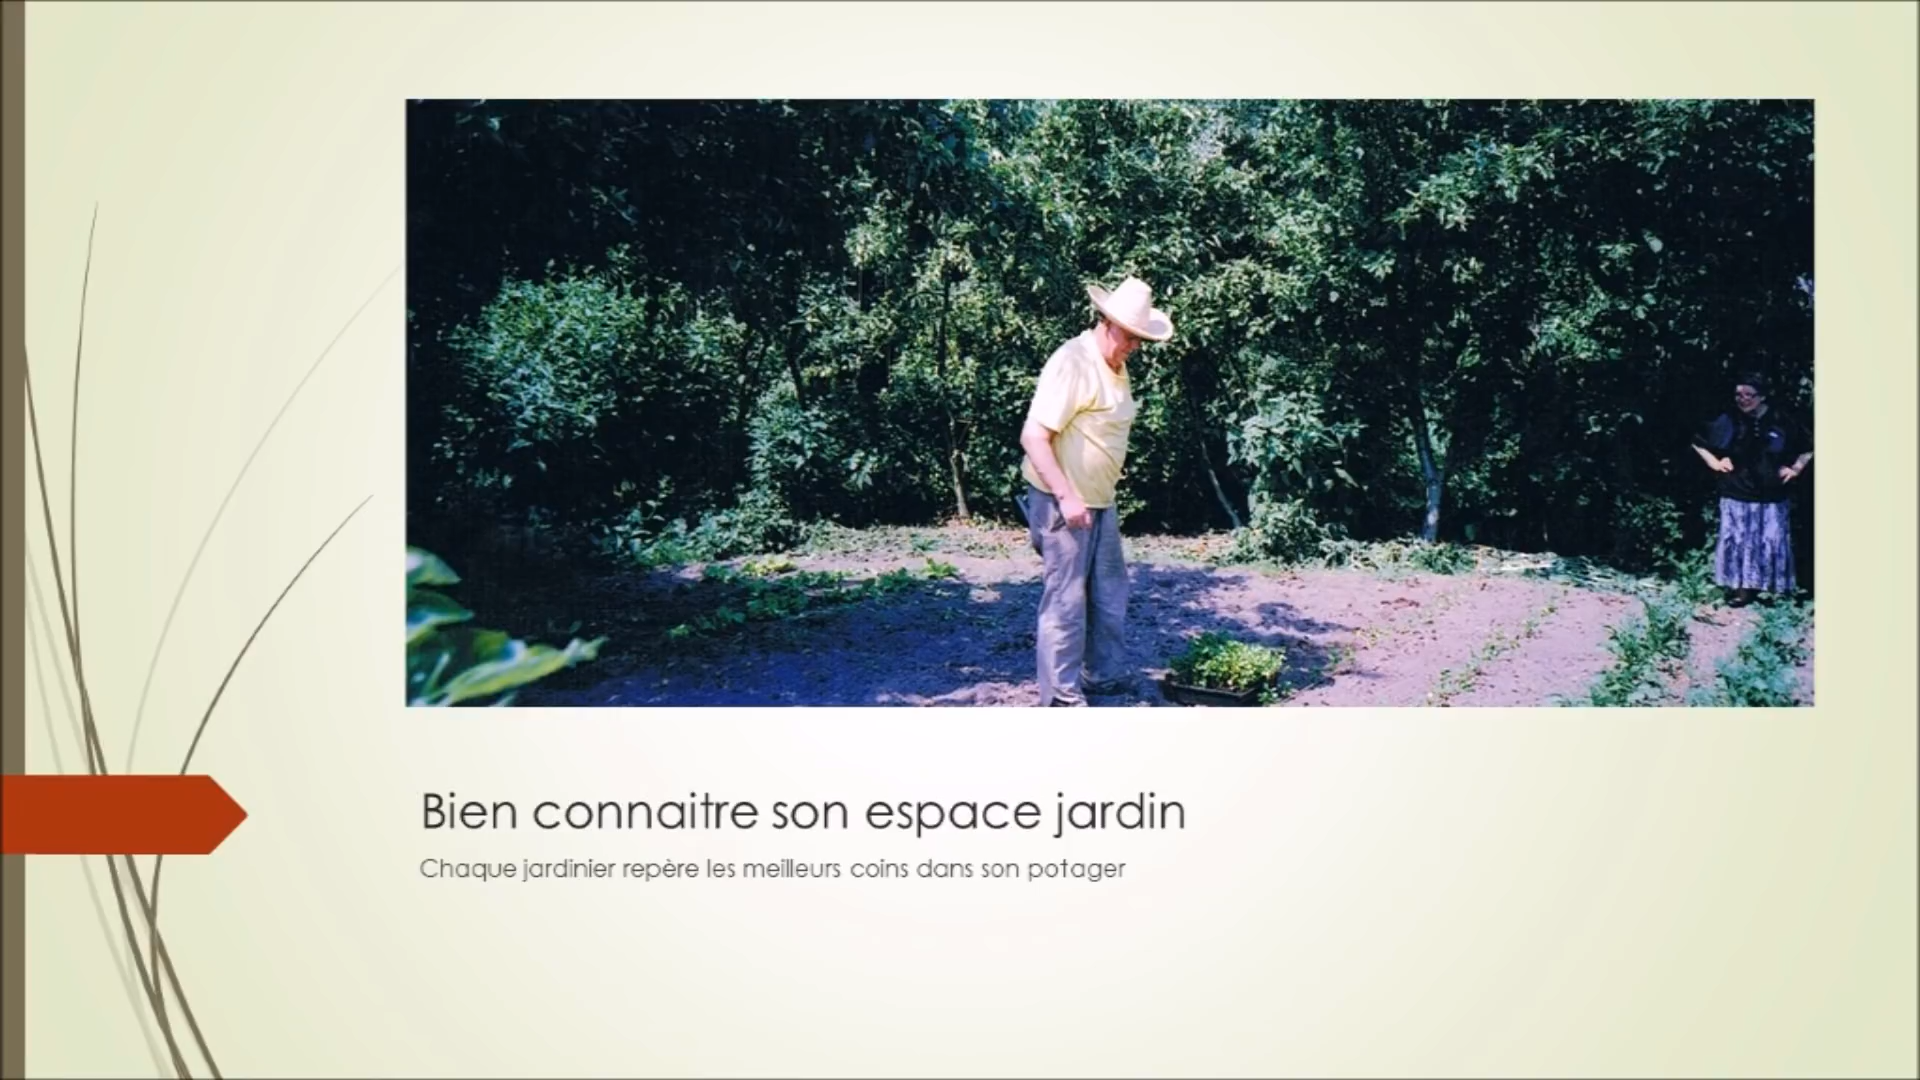 Bien connaitre son espace jardin
Chaque jardinier repère les meilleurs coins dans son potager